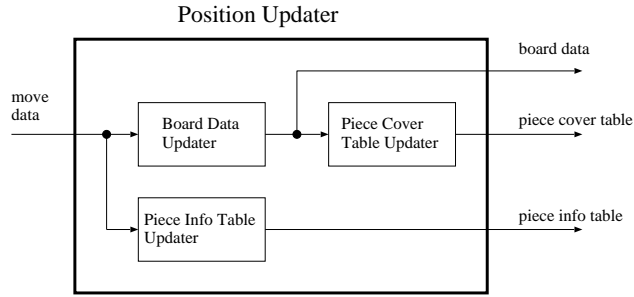 Position Updater
board data
move
data
Board Data
Updater
Piece Cover
Table Updater
piece cover table
Piece Info Table
Updater
piece info table